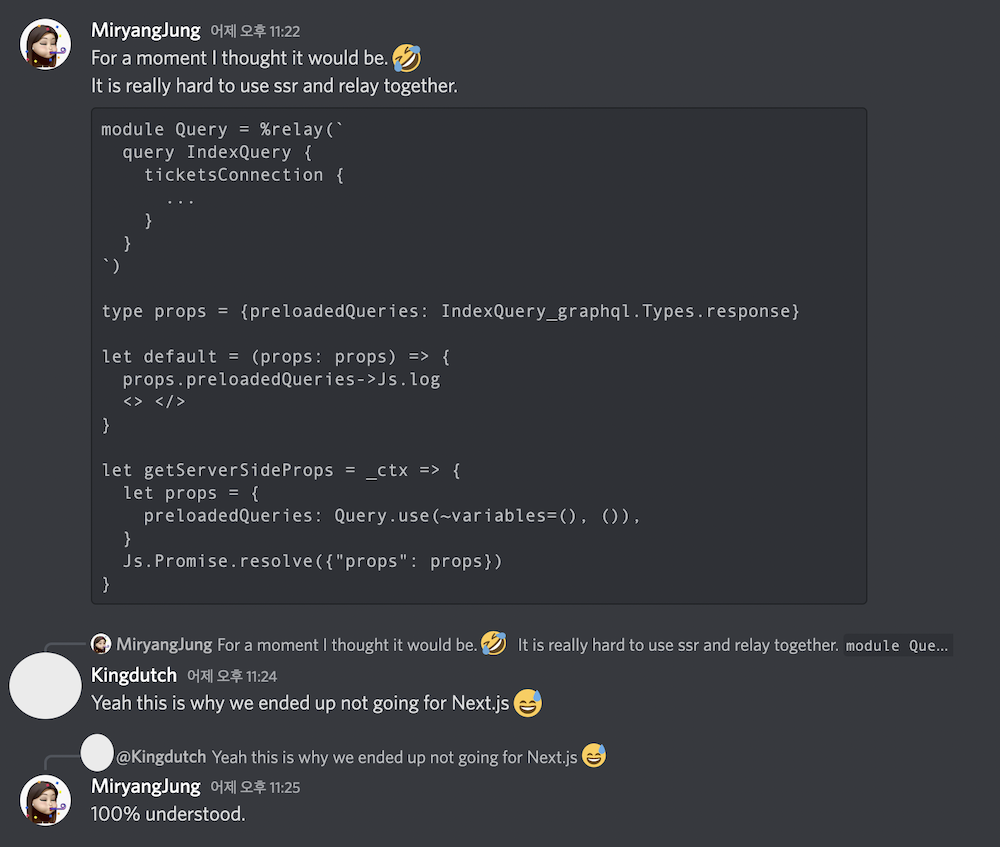 MiryangJung 어제 오후 11:22
For a moment I thought it would be. 🤣
It is really hard to use ssr and relay together.
module Query = %relay(`
  query IndexQuery {
    ticketsConnection {
      ...
    }
  }
`)

type props = {preloadedQueries: IndexQuery_graphql.Types.response}

let default = (props: props) => {
  props.preloadedQueries->Js.log
  <> </>
}

let getServerSideProps = _ctx => {
  let props = {
    preloadedQueries: Query.use(~variables=(), ()),
  }
  Js.Promise.resolve({"props": props})
}
MiryangJung For a moment I thought it would be. 🤣 It is really hard to use ssr and relay together. module Que...
Kingdutch 어제 오후 11:24
Yeah this is why we ended up not going for Next.js 😅
@Kingdutch Yeah this is why we ended up not going for Next.js 😅
MiryangJung 어제 오후 11:25
100% understood.